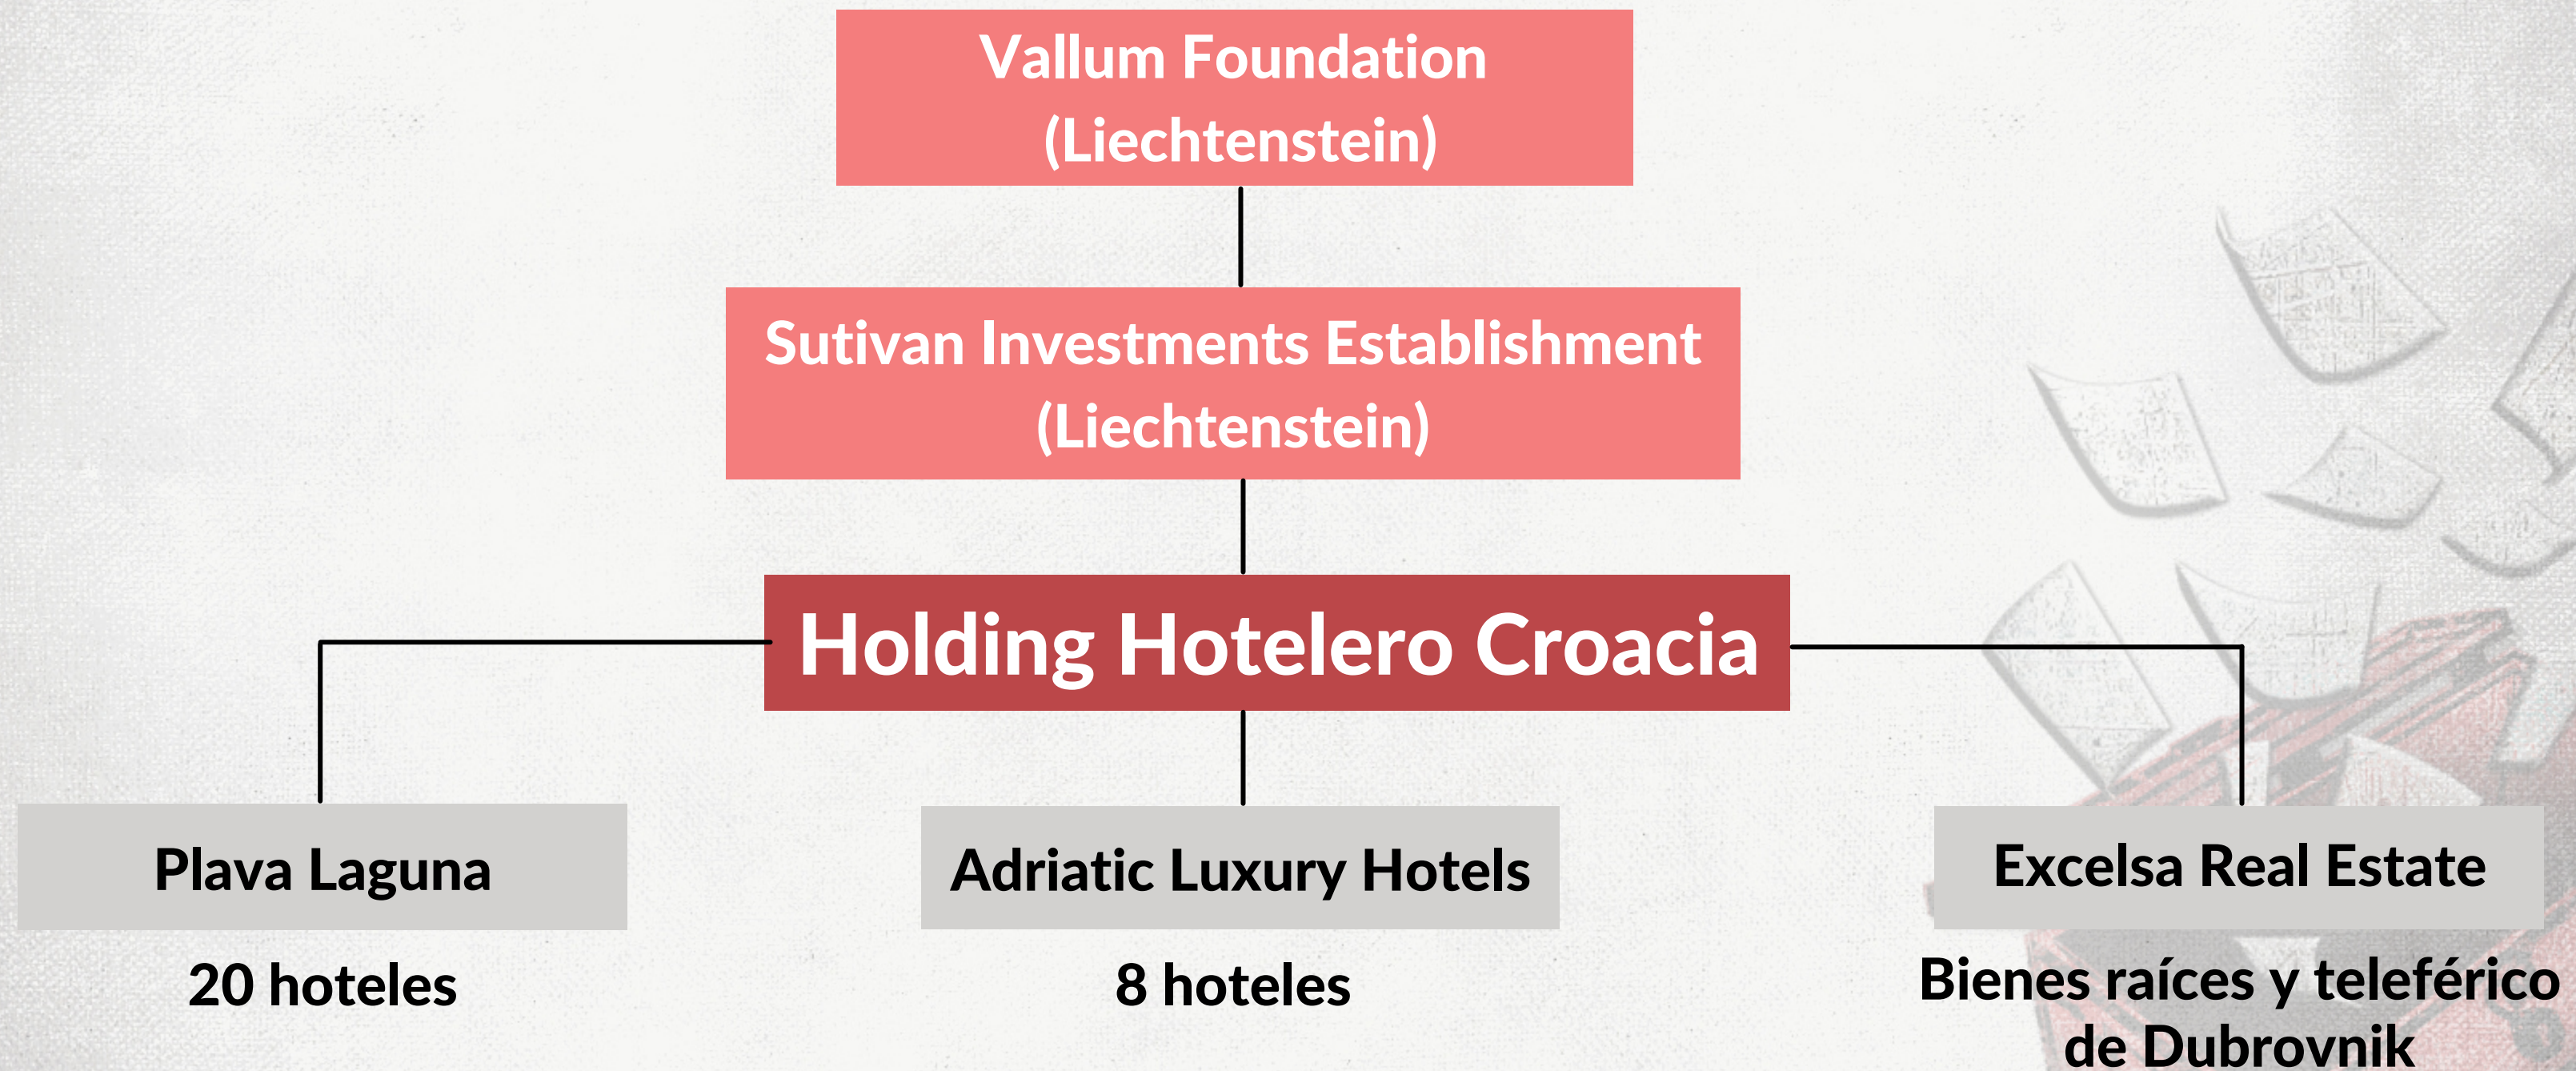 Vallum Foundation
(Liechtenstein)
Sutivan Investments Establishment
(Liechtenstein)
Holding Hotelero Croacia
Plava Laguna
Adriatic Luxury Hotels
Excelsa Real Estate
20 hoteles
8 hoteles
Bienes raíces y teleférico
de Dubrovnik